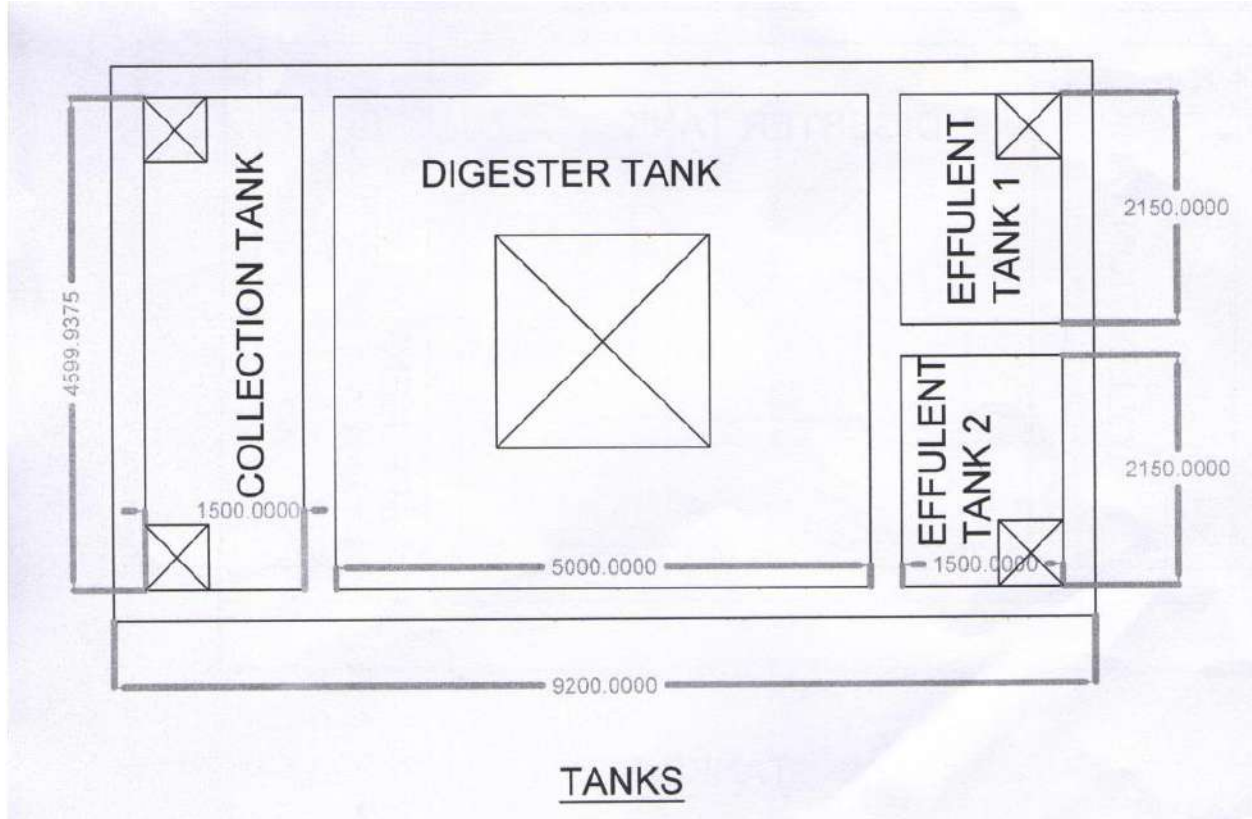 DIGESTER TANK
COLLECTION TANK
EFFULENT
TANK 1
2150.0000
4599.9375
EFFULENT
TANK 2
2150.0000
1500.0000
5000.0000
1500.0000
9200.0000
TANKS